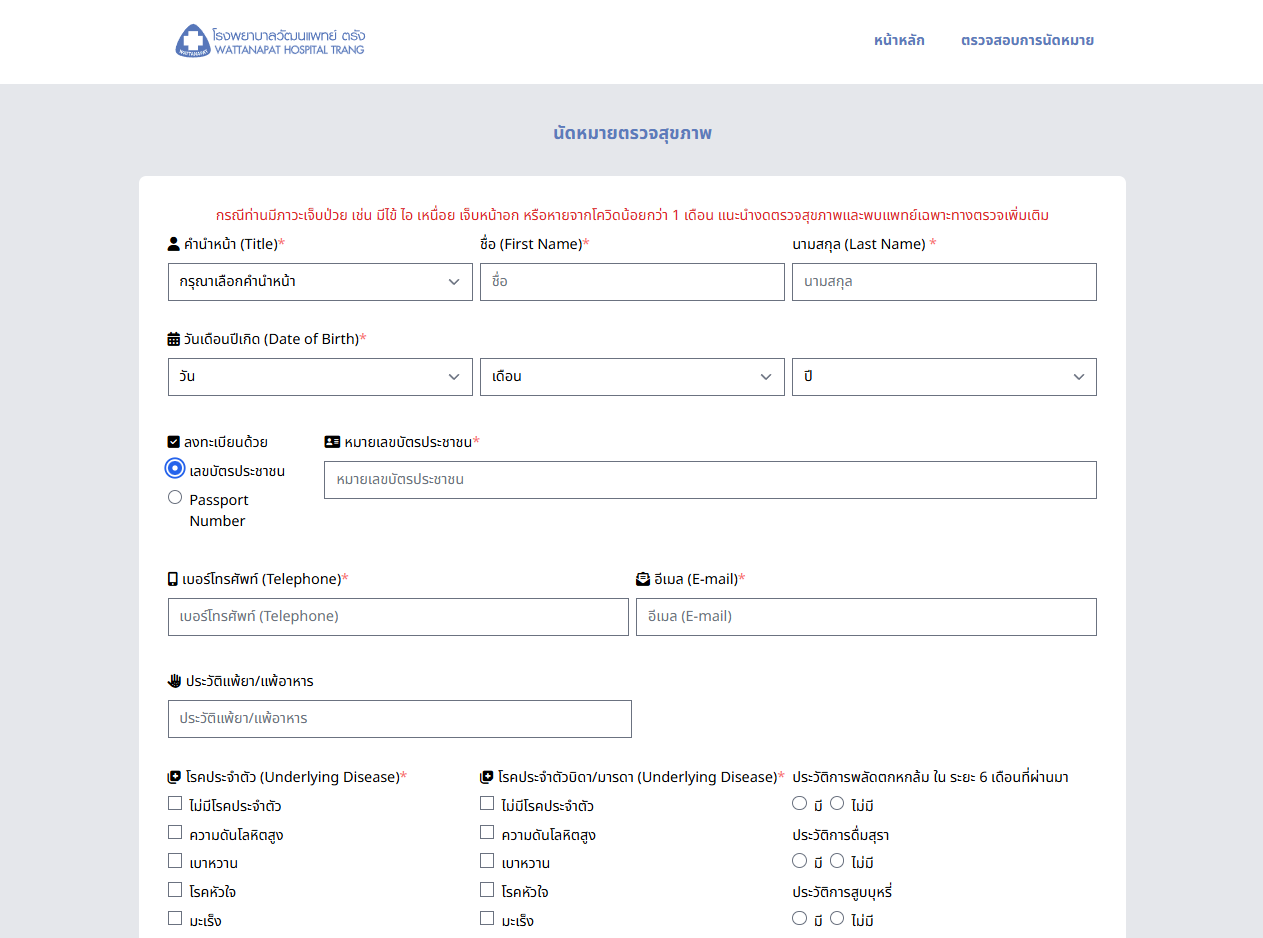 โรงพยาบาลวัฒนแพทย์ ตรัง
WATTANAPAT HOSPITAL TRANG
WATTANAPAT
หน้าหลัก ตรวจสอบการนัดหมาย
นัดหมายตรวจสุขภาพ
กรณีท่านมีภาวะเจ็บป่วย เช่น มีไข้ ไอ เหนื่อย เจ็บหน้าอก หรือหายจากโควิดน้อยกว่า 1 เดือน แนะนำงดตรวจสุขภาพและพบแพทย์เฉพาะทางตรวจเพิ่มเติม
คำนำหน้า (Title)* ชื่อ (First Name)* นามสกุล (Last Name) *
กรุณาเลือกคำนำหน้า ชื่อ นามสกุล
วันเดือนปีเกิด (Date of Birth)*
วัน เดือน ปี
ลงทะเบียนด้วย หมายเลขบัตรประชาชน*
เลขบัตรประชาชน หมายเลขบัตรประชาชน
Passport
Number
เบอร์โทรศัพท์ (Telephone)* อีเมล (E-mail)*
เบอร์โทรศัพท์ (Telephone) อีเมล (E-mail)
ประวัติแพ้ยา/แพ้อาหาร
ประวัติแพ้ยา/แพ้อาหาร
โรคประจำตัว (Underlying Disease)* โรคประจำตัวบิดา/มารดา (Underlying Disease)* ประวัติการพลัดตกหกล้ม ใน ระยะ 6 เดือนที่ผ่านมา
ไม่มีโรคประจำตัว ไม่มีโรคประจำตัว มี ไม่มี
ความดันโลหิตสูง ความดันโลหิตสูง ประวัติการดื่มสุรา
เบาหวาน เบาหวาน มี ไม่มี
โรคหัวใจ โรคหัวใจ ประวัติการสูบบุหรี่
มะเร็ง มะเร็ง มี ไม่มี